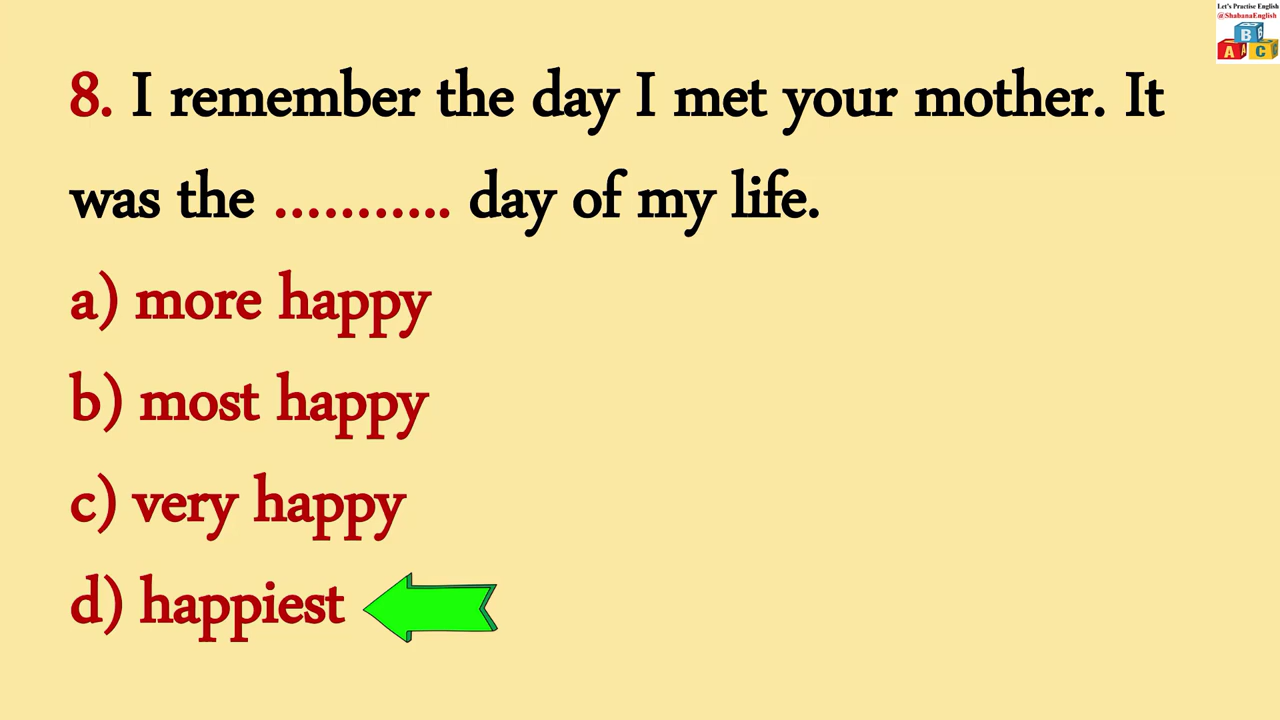 Let's Practise English
@ShabanaEnglish
B
A C
8. I remember the day I met your mother. It
was the ........... day of my life.
a) more happy
b) most happy
c) very happy
d) happiest